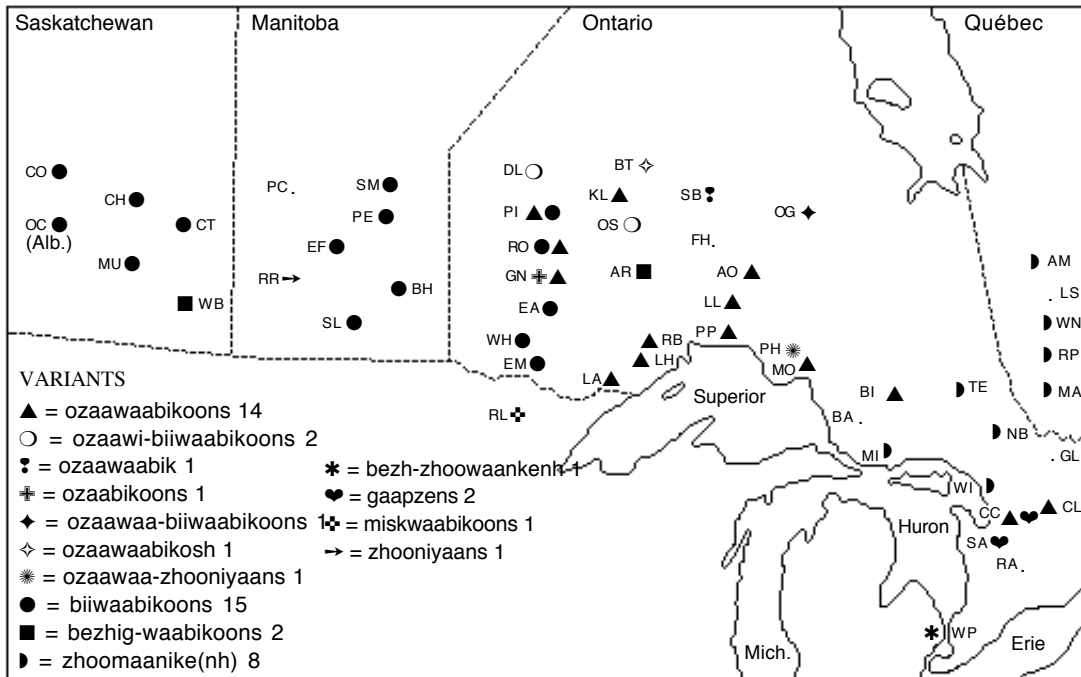 Saskatchewan Manitoba Ontario Québec
CO
CH
OC
(Alb.)
CT
MU
WB
PC
SM
PE
EF
RR
BH
SL
DL
BT
KL
SB
PI
OG
OS
RO
FH
GN
AR
AO
EA
LL
WH
RB
PP
EM
LH
PH
MO
LA
RL
Superior
BA
BI
TE
MI
NB
WI
AM
LS
WN
RP
MA
GL
CC
CL
Huron
SA
RA
WP
Mich.
Erie
VARIANTS
= ozaawaabikoons 14
= ozaawi-biiwaabikoons 2
= ozaawaabik 1
= ozaabikoons 1
= ozaawaa-biiwaabikoons 1
= ozaawaabikosh 1
= ozaawaa-zhooniyaans 1
= biiwaabikoons 15
= bezhig-waabikoons 2
= zhoomaanike(nh) 8
= bezh-zhoowaankenh 1
= gaapzens 2
= miskwaabikoons 1
= zhooniyaans 1